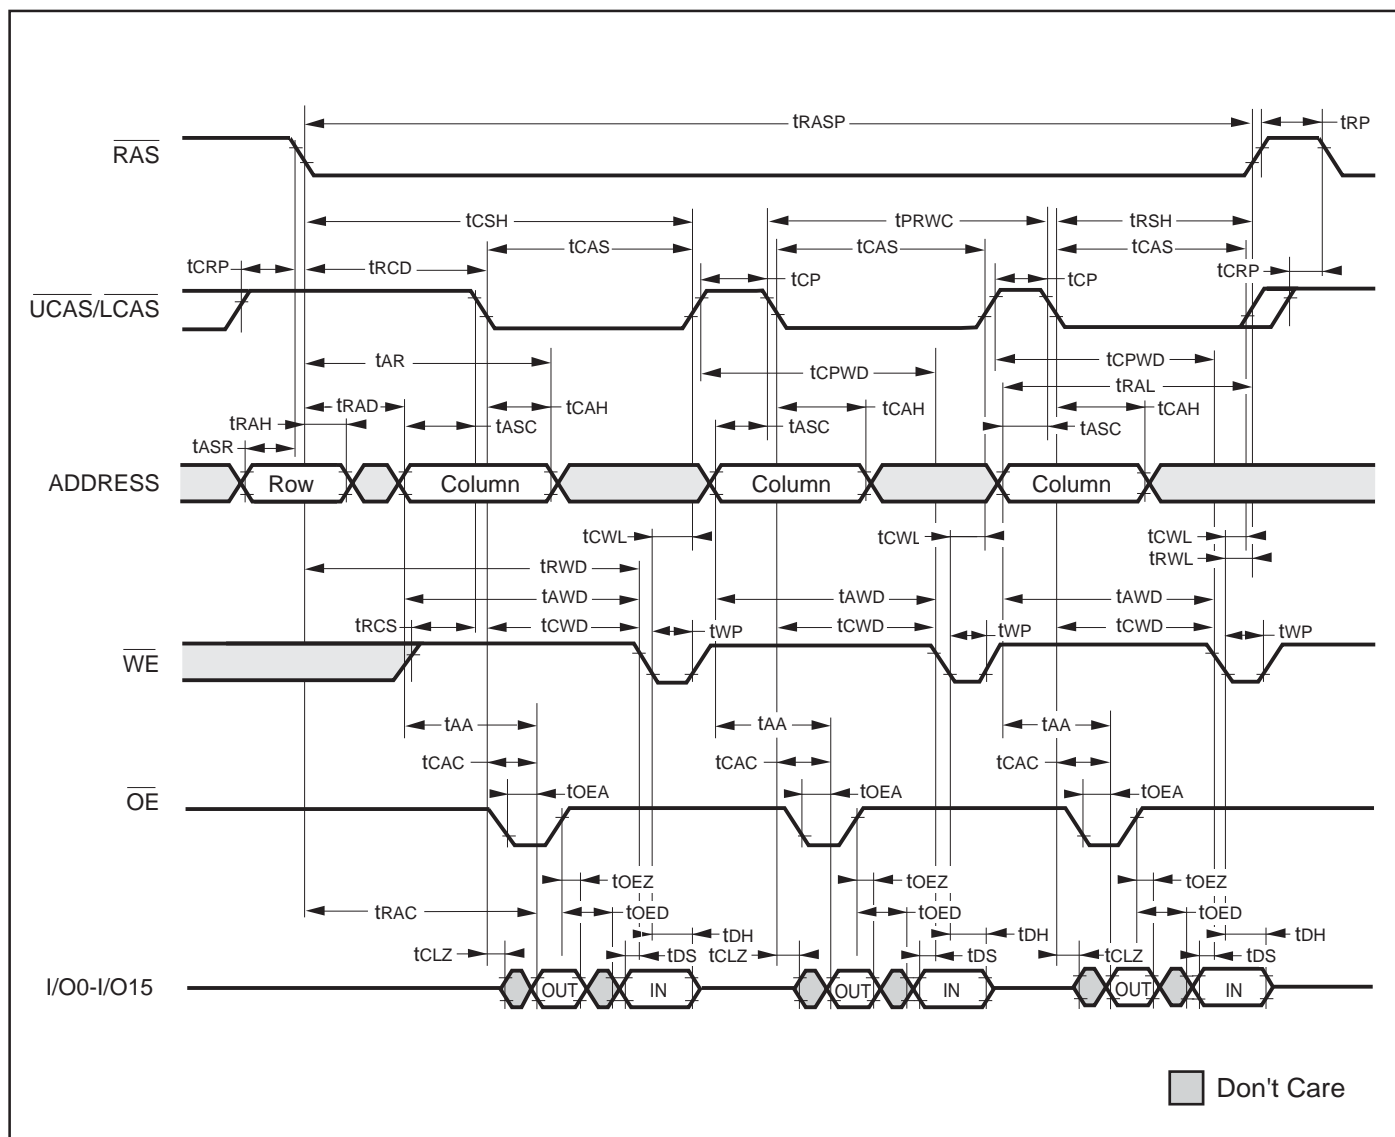 tRASP tRP
RAS
tCSH tPRWC tRSH
tCAS tCAS tCAS
tCRP tRCD tCP tCP tCRP
UCAS/LCAS
tAR tCPWD tCPWD
tRAL
tRAH tRAD tCAH tCAH tCAH
tASR tASC tASC tASC
ADDRESS Row Column Column Column
tCWL tCWL tCWL
tRWL
tRWD
tAWD tAWD tAWD
tRCS tCWD tWP tCWD tWP tCWD tWP
WE
tAA tAA tAA
tCAC tCAC tCAC
tOEA tOEA tOEA
OE
tOEZ tOEZ tOEZ
tRAC tOED tOED tOED
tDH tDH tDH
tCLZ tDS tCLZ tDS tCLZ tDS
I/O0-I/O15 OUT IN OUT IN OUT IN
Don't Care